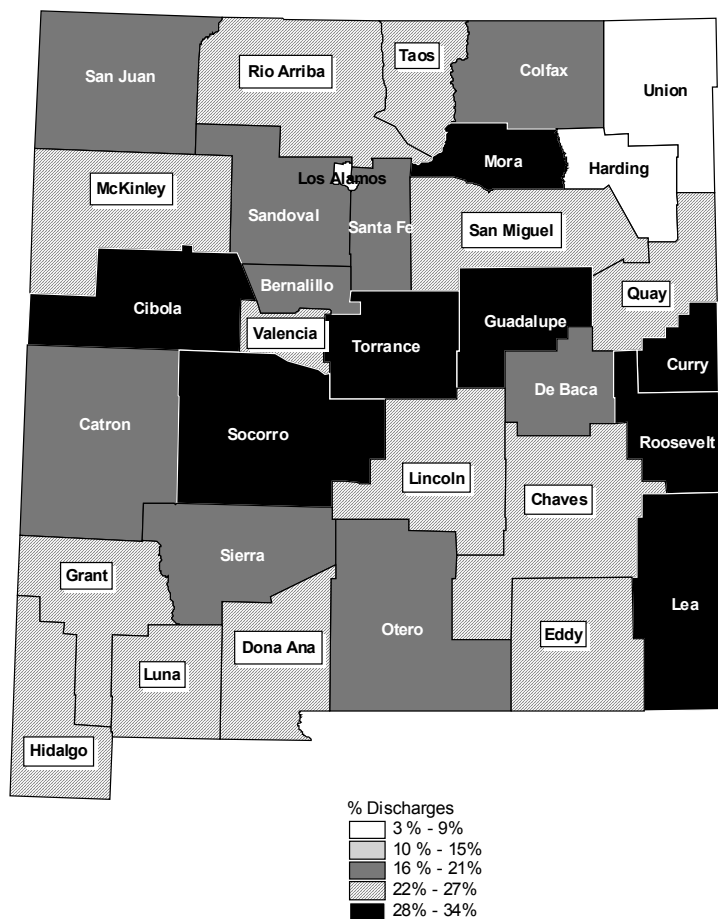 San Juan
Rio Arriba
Taos
Colfax
Union
Mora
Harding
Los Alamos
McKinley
Sandoval
Santa Fe
San Miguel
Bernalillo
Quay
Cibola
Valencia
Torrance
Guadalupe
Curry
De Baca
Catron
Socorro
Roosevelt
Lincoln
Chaves
Sierra
Grant
Lea
Otero
Eddy
Dona Ana
Luna
Hidalgo
% Discharges
3 % - 9%
10 % - 15%
16 % - 21%
22% - 27%
28% - 34%